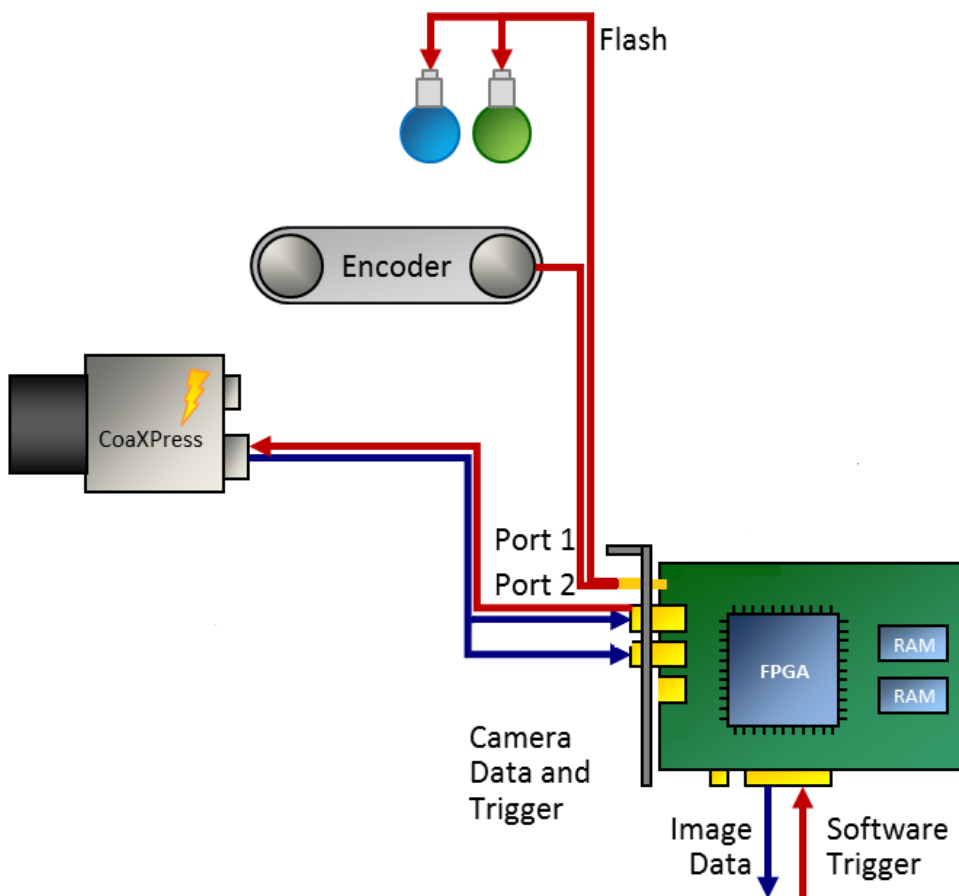 Flash
Encoder
CoaXPress
Port 1
Port 2
FPGA
RAM
RAM
Camera
Data and
Trigger
Image
Data
Software
Trigger